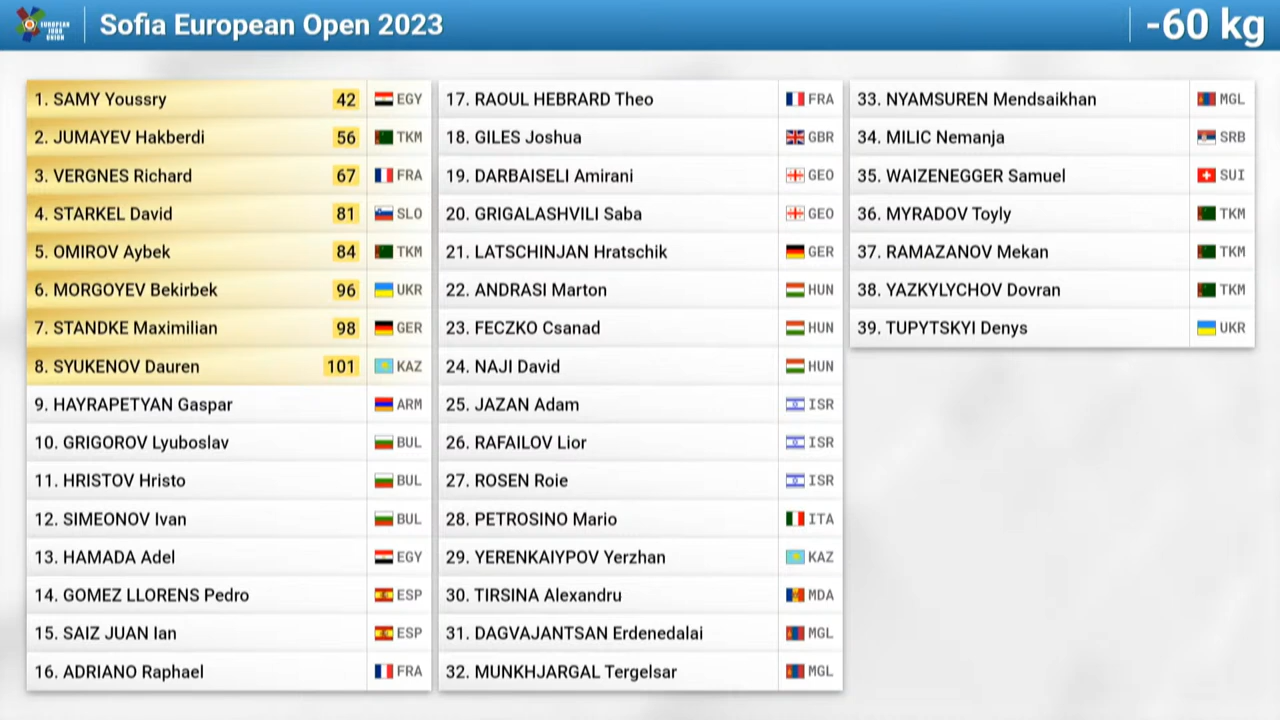 EUROPEAN
JUDO
UNION
Sofia European Open 2023
-60 kg
1. SAMY Youssry 42 EGY
2. JUMAYEV Hakberdi 56 TKM
3. VERGNES Richard 67 FRA
4. STARKEL David 81 SLO
5. OMIROV Aybek 84 TKM
6. MORGOYEV Bekirbek 96 UKR
7. STANDKE Maximilian 98 GER
8. SYUKENOV Dauren 101 KAZ
9. HAYRAPETYAN Gaspar ARM
10. GRIGOROV Lyuboslav BUL
11. HRISTOV Hristo BUL
12. SIMEONOV Ivan BUL
13. HAMADA Adel EGY
14. GOMEZ LLORENS Pedro ESP
15. SAIZ JUAN Ian ESP
16. ADRIANO Raphael FRA
17. RAOUL HEBRARD Theo FRA
18. GILES Joshua GBR
19. DARBAISELI Amirani GEO
20. GRIGALASHVILI Saba GEO
21. LATSCHINJAN Hratschik GER
22. ANDRASI Marton HUN
23. FECZKO Csanad HUN
24. NAJI David HUN
25. JAZAN Adam ISR
26. RAFAILOV Lior ISR
27. ROSEN Roie ISR
28. PETROSINO Mario ITA
29. YERENKAIYPOV Yerzhan KAZ
30. TIRSINA Alexandru MDA
31. DAGVAJANTSAN Erdenedalai MGL
32. MUNKHJARGAL Tergelsar MGL
33. NYAMSUREN Mendsaikhan MGL
34. MILIC Nemanja SRB
35. WAIZENEGGER Samuel SUI
36. MYRADOV Toyly TKM
37. RAMAZANOV Mekan TKM
38. YAZKYLYCHOV Dovran TKM
39. TUPYTSKYI Denys UKR